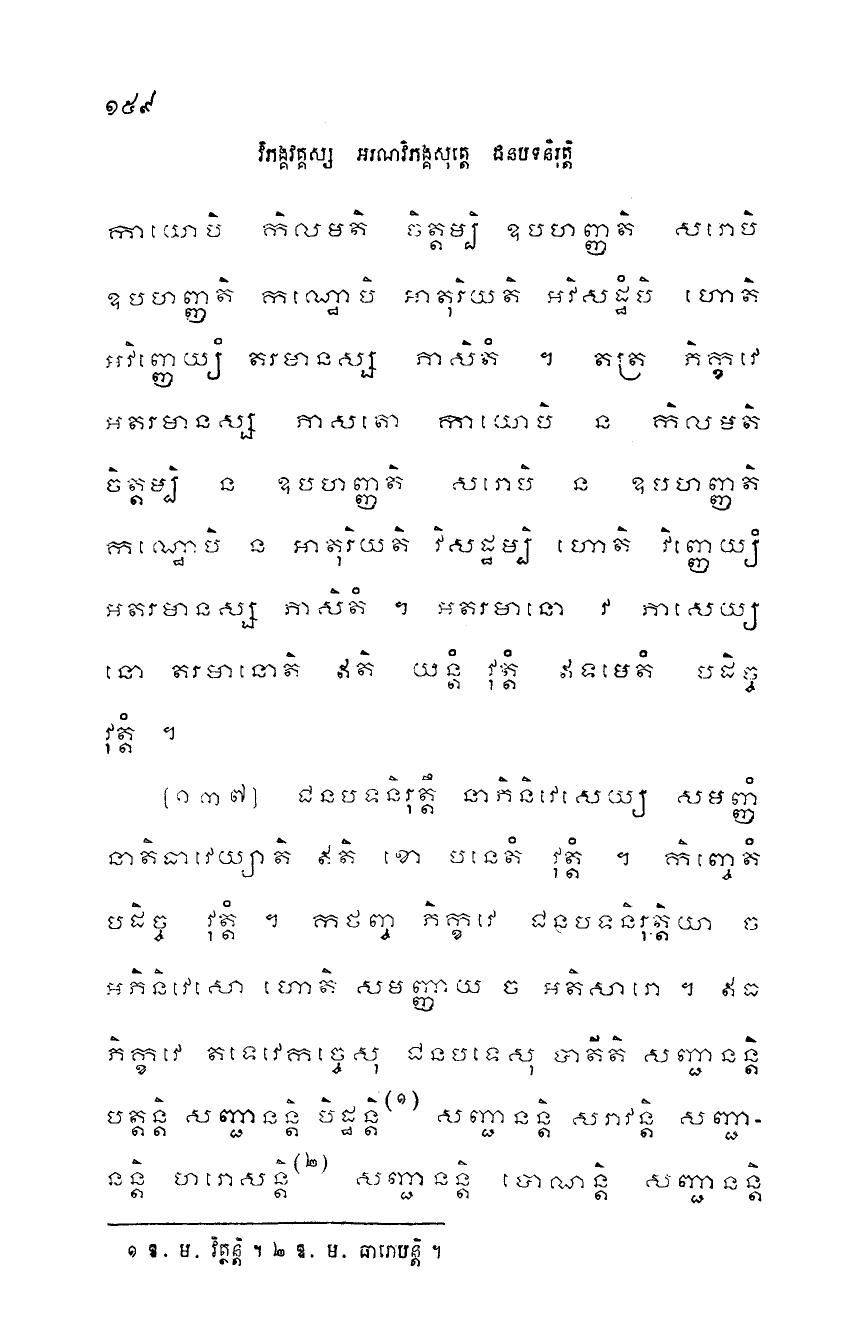 ១៥៩
វិភង្គវគ្គស្ស អរណវិភង្គសុត្តេ ជនបទនិរុត្តិ
កាយោបិ កិលមតិ ចិត្តម្បិ ឧបហញ្ញតិ សរោបិ
ឧបហញ្ញតិ កណ្ឋោបិ អាតុរិយតិ អវិសដ្ឋំបិ ហោតិ
អវិញ្ញេយ្យំ តរមានស្ស ភាសិតំ ។ តត្រ ភិក្ខវេ
អតរមានស្ស ភាសតោ កាយោបិ ន កិលមតិ
ចិត្តម្បិ ន ឧបហញ្ញតិ សរោបិ ន ឧបហញ្ញតិ
កណ្ឋោបិ ន អាតុរិយតិ វិសដ្ឋម្បិ ហោតិ វិញ្ញេយ្យំ
អតរមានស្ស ភាសិតំ ។ អតរមានោ វ ភាសេយ្យ
នោ តរមានោតិ ឥតិ យន្តំ វុត្តំ ឥទមេតំ បដិច្ច
វុត្តំ ។
[១៣៧] ជនបទនិរុត្តឹ នាភិនិវេសេយ្យ សមញ្ញំ
នាតិធាវេយ្យាតិ ឥតិ ខោ បនេតំ វុត្តំ ។ កិញ្ចេតំ
បដិច្ច វុត្តំ ។ កថញ្ច ភិក្ខវេ ជនបទនិរុត្តិយា ច
អភិនិវេសោ ហោតិ សមញ្ញាយ ច អតិសារោ ។ ឥធ
ភិក្ខវេ តទេវេកច្ចេសុ ជនបទេសុ បាតីតិ សញ្ជានន្តិ
បត្តន្តិ សញ្ជានន្តិ បិដ្ឋន្តិ(១) សញ្ជានន្តិ សរាវន្តិ សញ្ជា-
នន្តិ ហរោសន្តិ(២) សញ្ជានន្តិ បោណន្តិ សញ្ជានន្តិ
១ ឱ. ម. វិត្ថន្តិ ។ ២ ឱ. ម. ធារោបន្តិ ។